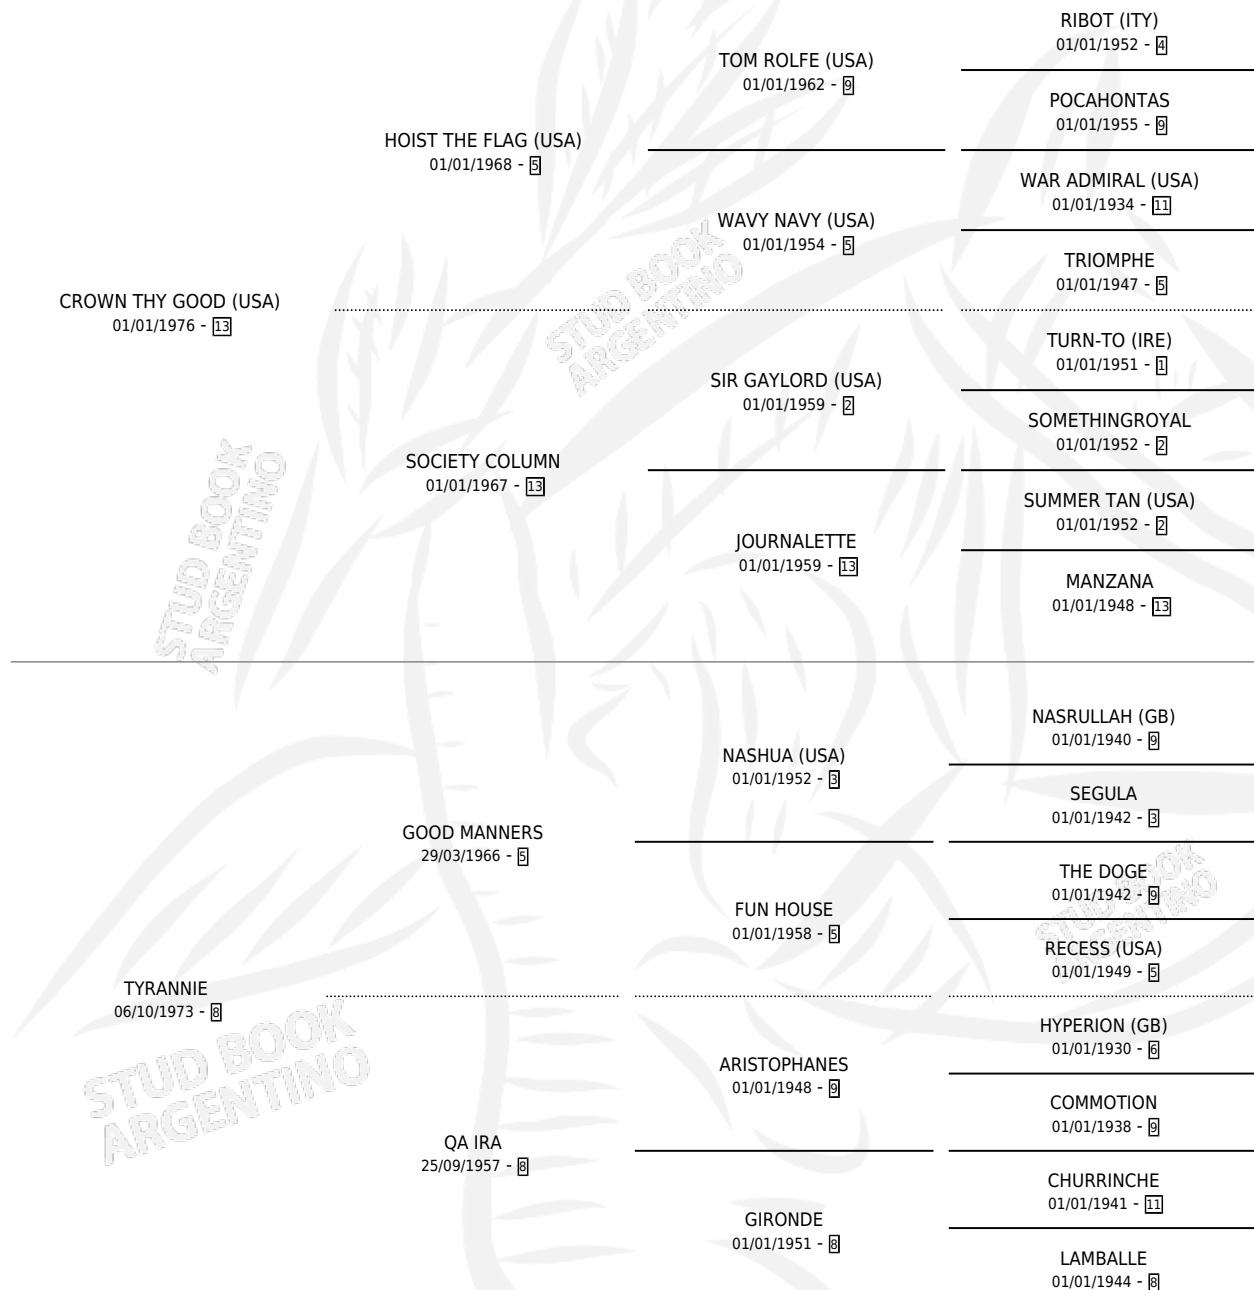 RIBOT (ITY)
01/01/1952 - 4
TOM ROLFE (USA)
01/01/1962 - 9
POCAHONTAS
01/01/1955 - 9
HOIST THE FLAG (USA)
01/01/1968 - 5
WAR ADMIRAL (USA)
01/01/1934 - 11
WAVY NAVY (USA)
01/01/1954 - 5
TRIOMPHE
01/01/1947 - 5
CROWN THY GOOD (USA)
01/01/1976 - 13
TURN-TO (IRE)
01/01/1951 - 1
SIR GAYLORD (USA)
01/01/1959 - 2
SOMETHINGROYAL
01/01/1952 - 2
SOCIETY COLUMN
01/01/1967 - 13
SUMMER TAN (USA)
01/01/1952 - 2
JOURNALETTE
01/01/1959 - 13
MANZANA
01/01/1948 - 13
NASRULLAH (GB)
01/01/1940 - 9
NASHUA (USA)
01/01/1952 - 3
SEGULA
01/01/1942 - 3
GOOD MANNERS
29/03/1966 - 5
THE DOGE
01/01/1942 - 9
FUN HOUSE
01/01/1958 - 5
RECESS (USA)
01/01/1949 - 5
TYRANNIE
06/10/1973 - 8
HYPERION (GB)
01/01/1930 - 6
ARISTOPHANES
01/01/1948 - 9
COMMOTION
01/01/1938 - 9
QA IRA
25/09/1957 - 8
CHURRINCHE
01/01/1941 - 11
GIRONDE
01/01/1951 - 8
LAMBALLE
01/01/1944 - 8
STUD BOOK
ARGENTINO
STUD BOOK
ARGENTINO
STUD BOOK
ARGENTINO
STUD BOOK
ARGENTINO